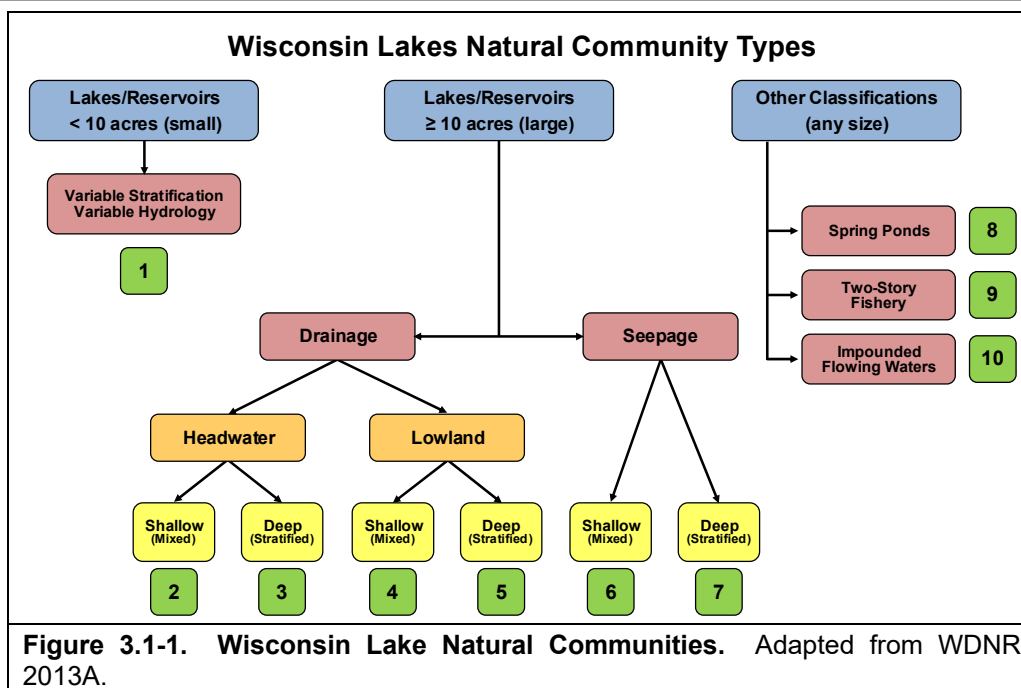 Wisconsin Lakes Natural Community Types
Lakes/Reservoirs
< 10 acres (small)
Lakes/Reservoirs
≥ 10 acres (large)
Other Classifications
(any size)
Variable Stratification
Variable Hydrology
1
Spring Ponds
8
Two-Story
Fishery
9
Impounded
Flowing Waters
10
Drainage
Seepage
Headwater
Lowland
Shallow
(Mixed)
Deep
(Stratified)
Shallow
(Mixed)
Deep
(Stratified)
Shallow
(Mixed)
Deep
(Stratified)
2
3
4
5
6
7
Figure 3.1-1. Wisconsin Lake Natural Communities. Adapted from WDNR
2013A.